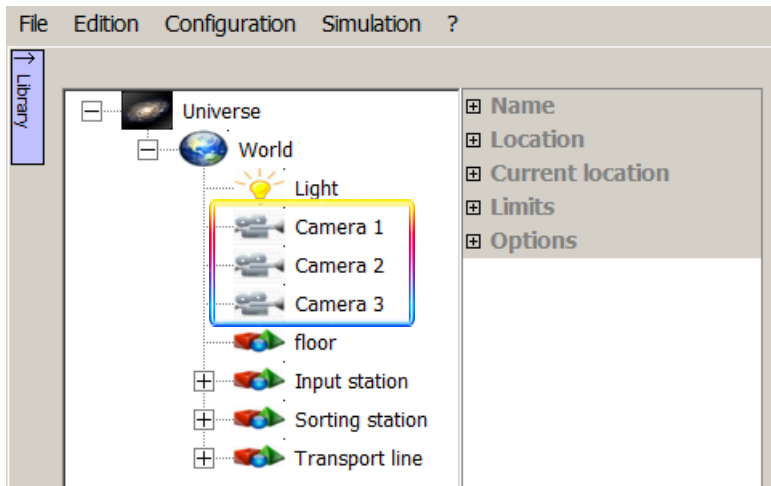 File Edition Configuration Simulation ?
↑ Library
Universe
World
Light
Camera 1
Camera 2
Camera 3
floor
Input station
Sorting station
Transport line
Name
Location
Current location
Limits
Options